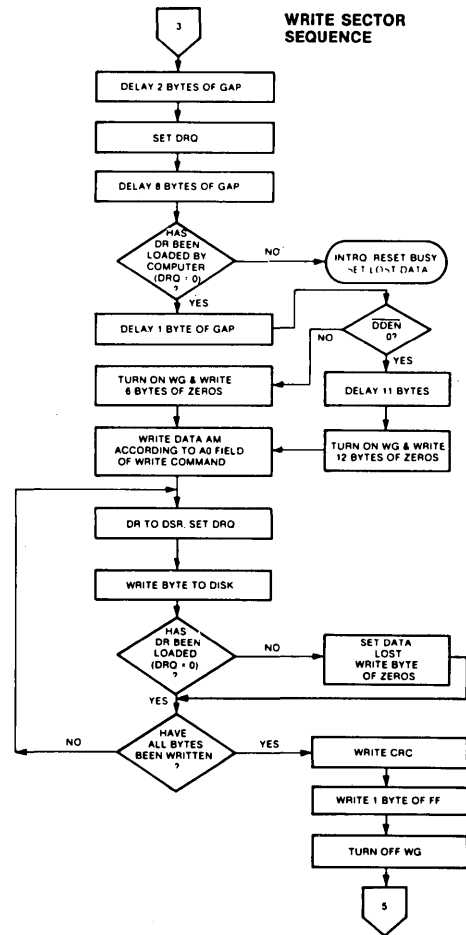 WRITE SECTOR
SEQUENCE
3
DELAY 2 BYTES OF GAP
SET DRQ
DELAY 8 BYTES OF GAP
HAS
DR BEEN
LOADED BY
COMPUTER
(DRQ = 0)
?
NO
INTRQ RESET BUSY
SET LOST DATA
YES
DELAY 1 BYTE OF GAP
DDEN
0?
NO
YES
TURN ON WG & WRITE
6 BYTES OF ZEROS
DELAY 11 BYTES
WRITE DATA AM
ACCORDING TO A0 FIELD
OF WRITE COMMAND
TURN ON WG & WRITE
12 BYTES OF ZEROS
DR TO DSR, SET DRQ
WRITE BYTE TO DISK
HAS
DR BEEN
LOADED
(DRQ = 0)
?
NO
SET DATA
LOST
WRITE BYTE
OF ZEROS
YES
HAVE
ALL BYTES
BEEN WRITTEN
?
NO
YES
WRITE CRC
WRITE 1 BYTE OF FF
TURN OFF WG
5